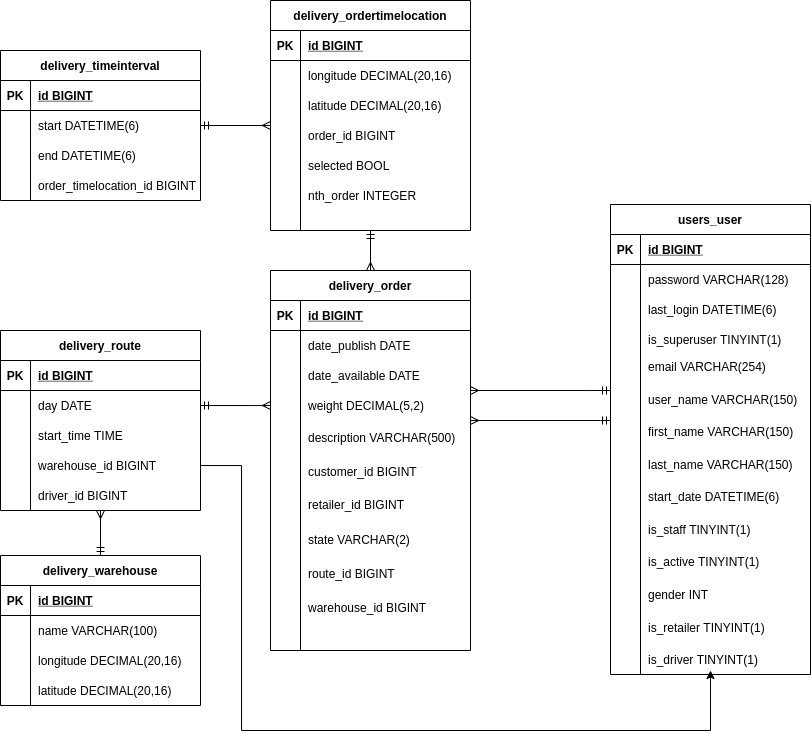 delivery_ordertimelocation
PK id BIGINT
longitude DECIMAL(20,16)
latitude DECIMAL(20,16)
order_id BIGINT
selected BOOL
nth_order INTEGER
delivery_timeinterval
PK id BIGINT
start DATETIME(6)
end DATETIME(6)
order_timelocation_id BIGINT
users_user
PK id BIGINT
password VARCHAR(128)
last_login DATETIME(6)
is_superuser TINYINT(1)
email VARCHAR(254)
user_name VARCHAR(150)
first_name VARCHAR(150)
last_name VARCHAR(150)
start_date DATETIME(6)
is_staff TINYINT(1)
is_active TINYINT(1)
gender INT
is_retailer TINYINT(1)
is_driver TINYINT(1)
delivery_order
PK id BIGINT
date_publish DATE
date_available DATE
weight DECIMAL(5,2)
description VARCHAR(500)
customer_id BIGINT
retailer_id BIGINT
state VARCHAR(2)
route_id BIGINT
warehouse_id BIGINT
delivery_route
PK id BIGINT
day DATE
start_time TIME
warehouse_id BIGINT
driver_id BIGINT
delivery_warehouse
PK id BIGINT
name VARCHAR(100)
longitude DECIMAL(20,16)
latitude DECIMAL(20,16)